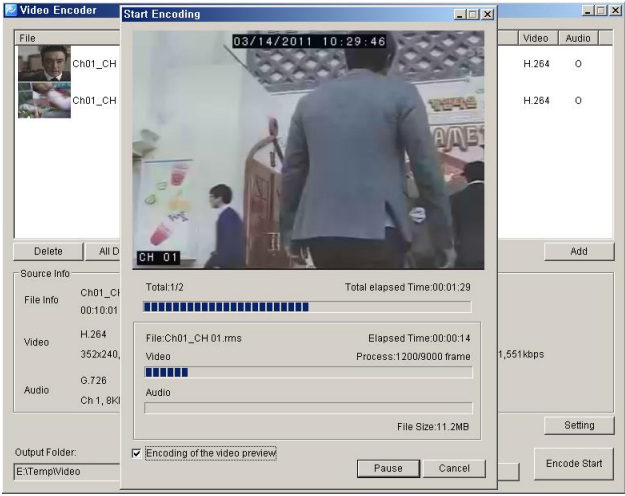 Video Encoder
Start Encoding
File
Video
Audio
03/14/2011 10:29:46
Ch01_CH
H.264
O
Ch01_CH
H.264
O
CH 01
Delete
All D
Add
Total:1/2
Total elapsed Time:00:01:29
Source Info
File Info
Ch01_CH
00:10:01
File:Ch01_CH 01.rms
Elapsed Time:00:00:14
Video
H.264
352x240,
Video
Process:1200/9000 frame
1,551kbps
Audio
G.726
Ch 1, 8K
Audio
File Size:11.2MB
Setting
Encoding of the video preview
Output Folder:
E:\Temp\Video
Pause
Cancel
Encode Start